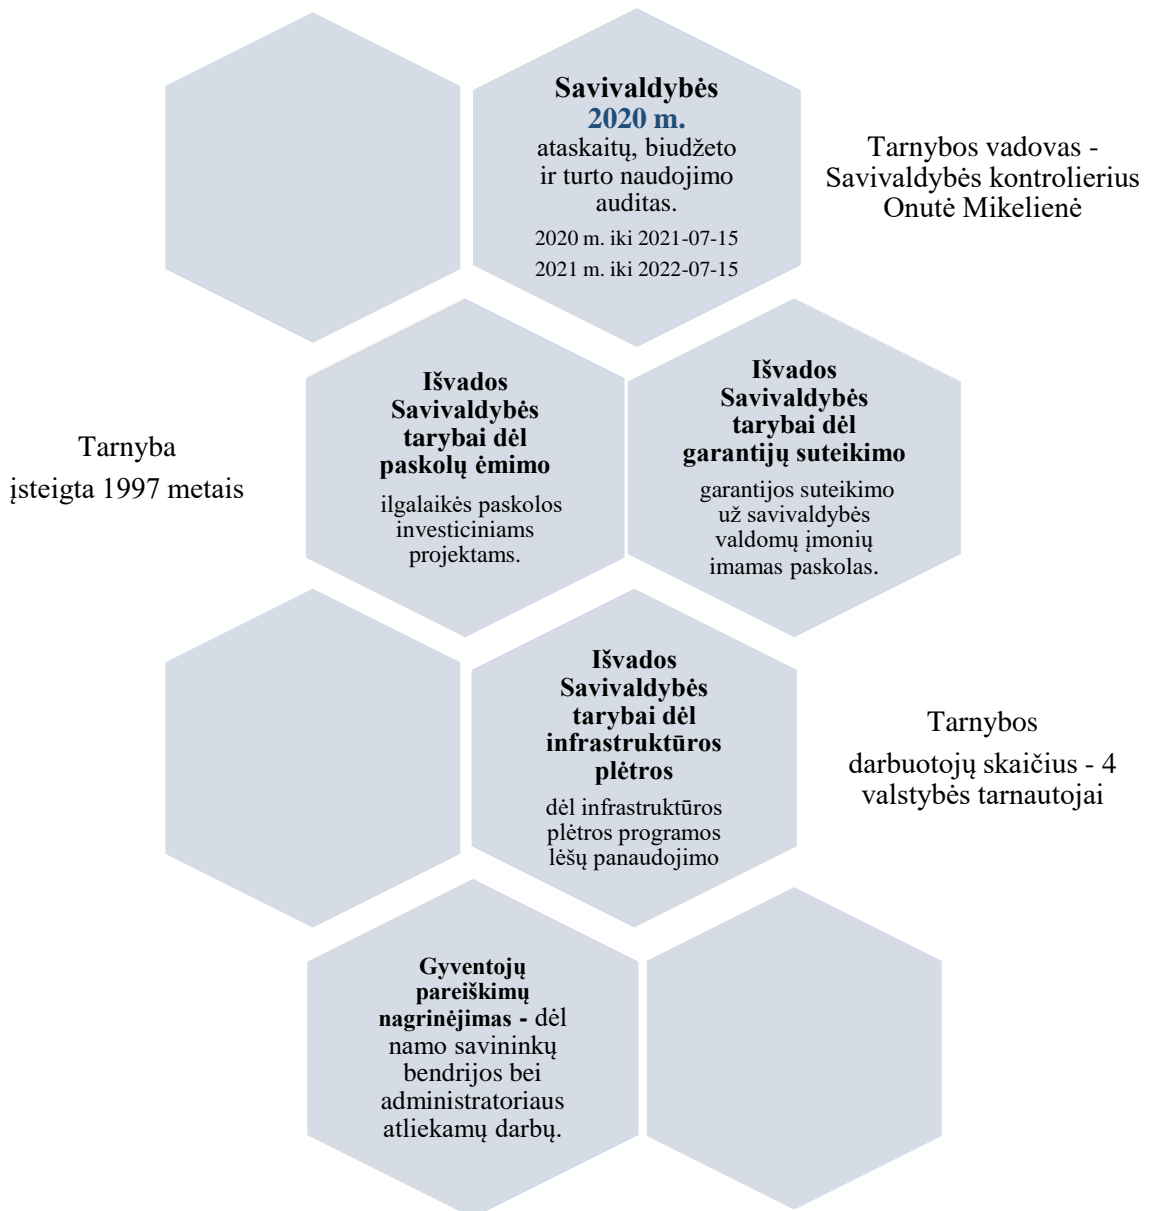 Savivaldybės
2020 m.
ataskaitų, biudžeto
ir turto naudojimo
auditas.
2020 m. iki 2021-07-15
2021 m. iki 2022-07-15
Tarnybos vadovas -
Savivaldybės kontrolierius
Onutė Mikelienė
Tarnyba
įsteigta 1997 metais
Išvados
Savivaldybės
tarybai dėl
paskolų ėmimo
ilgalaikės paskolos
investiciniams
projektams.
Išvados
Savivaldybės
tarybai dėl
garantijų suteikimo
garantijos suteikimo
už savivaldybės
valdomų įmonių
imamas paskolas.
Išvados
Savivaldybės
tarybai dėl
infrastruktūros
plėtros
dėl infrastruktūros
plėtros programos
lėšų panaudojimo
Tarnybos
darbuotojų skaičius - 4
valstybės tarnautojai
Gyventojų
pareiškimų
nagrinėjimas - dėl
namo savininkų
bendrijos bei
administratoriaus
atliekamų darbų.